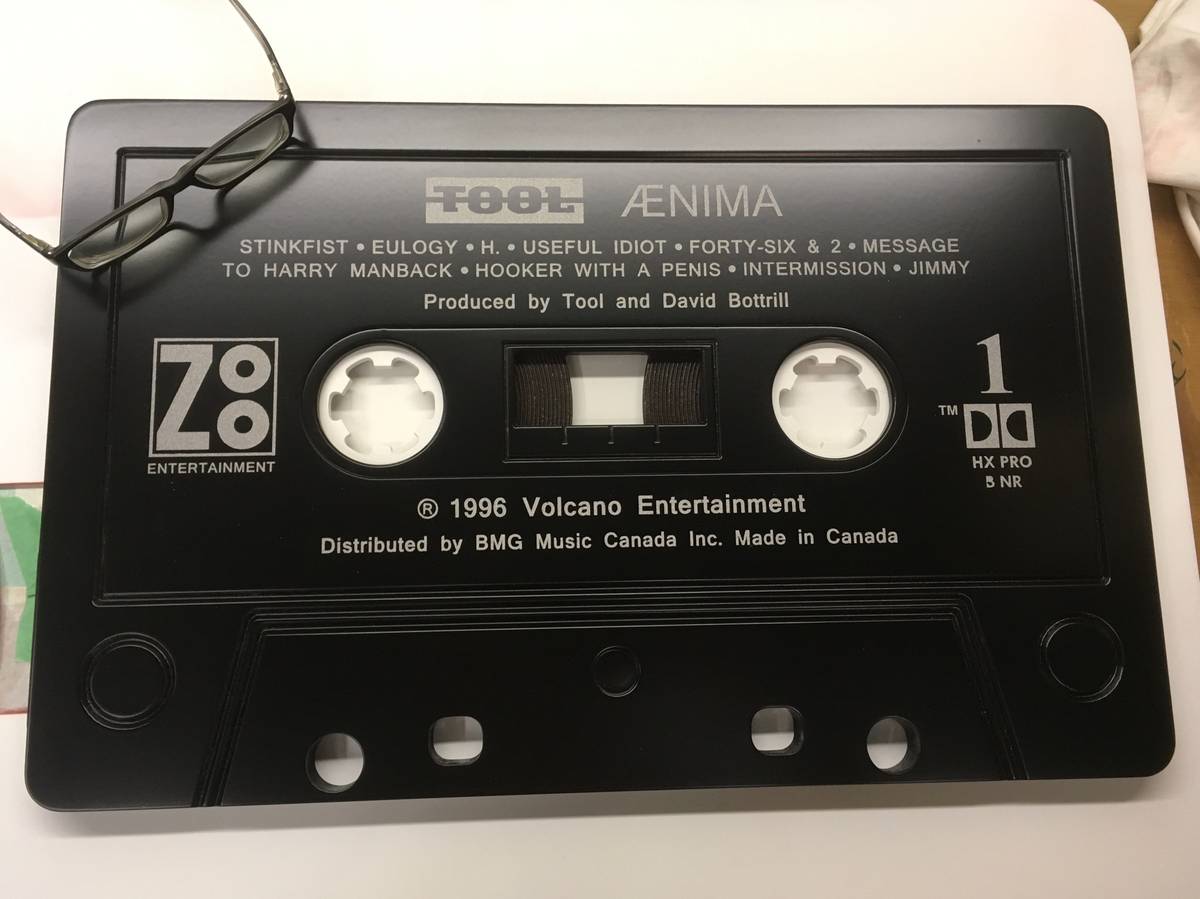 TOOL ÆNIMA
STINKFIST • EULOGY • H. • USEFUL IDIOT • FORTY-SIX & 2 • MESSAGE
TO HARRY MANBACK • HOOKER WITH A PENIS • INTERMISSION • JIMMY
Produced by Tool and David Bottrill
ZOO
ENTERTAINMENT
1
™
HX PRO
B NR
® 1996 Volcano Entertainment
Distributed by BMG Music Canada Inc. Made in Canada